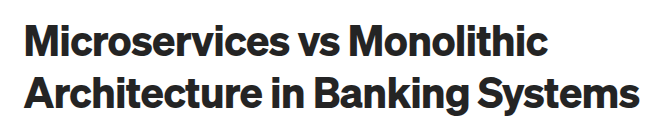 Microservices vs Monolithic
Architecture in Banking Systems